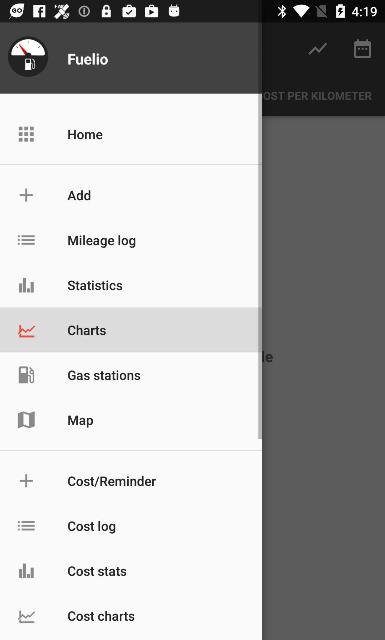 4:19
Fuelio
OST PER KILOMETER
Home
Add
Mileage log
Statistics
Charts
le
Gas stations
Map
Cost/Reminder
Cost log
Cost stats
Cost charts